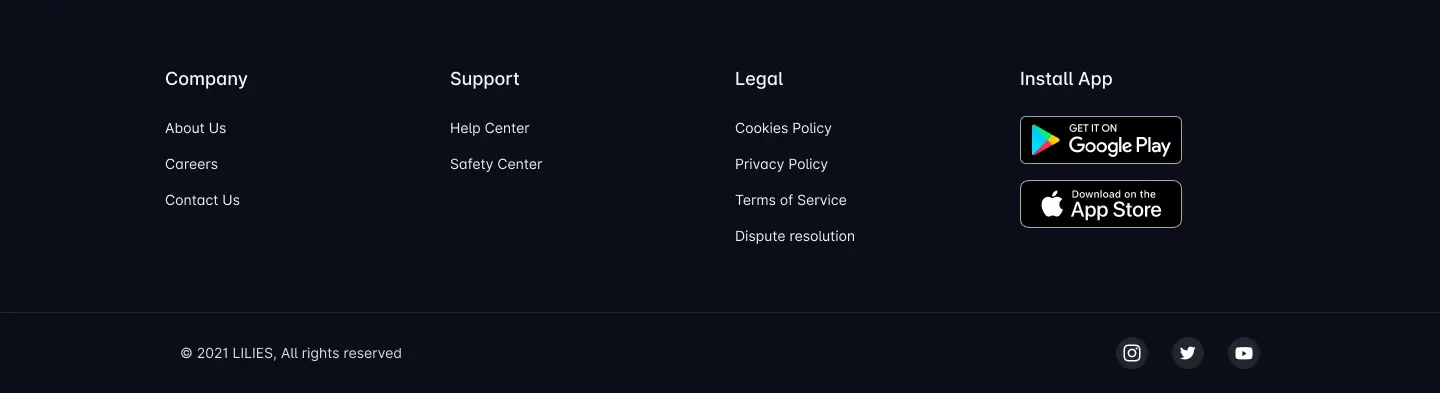 Company
About Us
Careers
Contact Us
Support
Help Center
Safety Center
Legal
Cookies Policy
Privacy Policy
Terms of Service
Dispute resolution
Install App
GET IT ON
Google Play
Download on the
App Store
© 2021 LILIES, All rights reserved